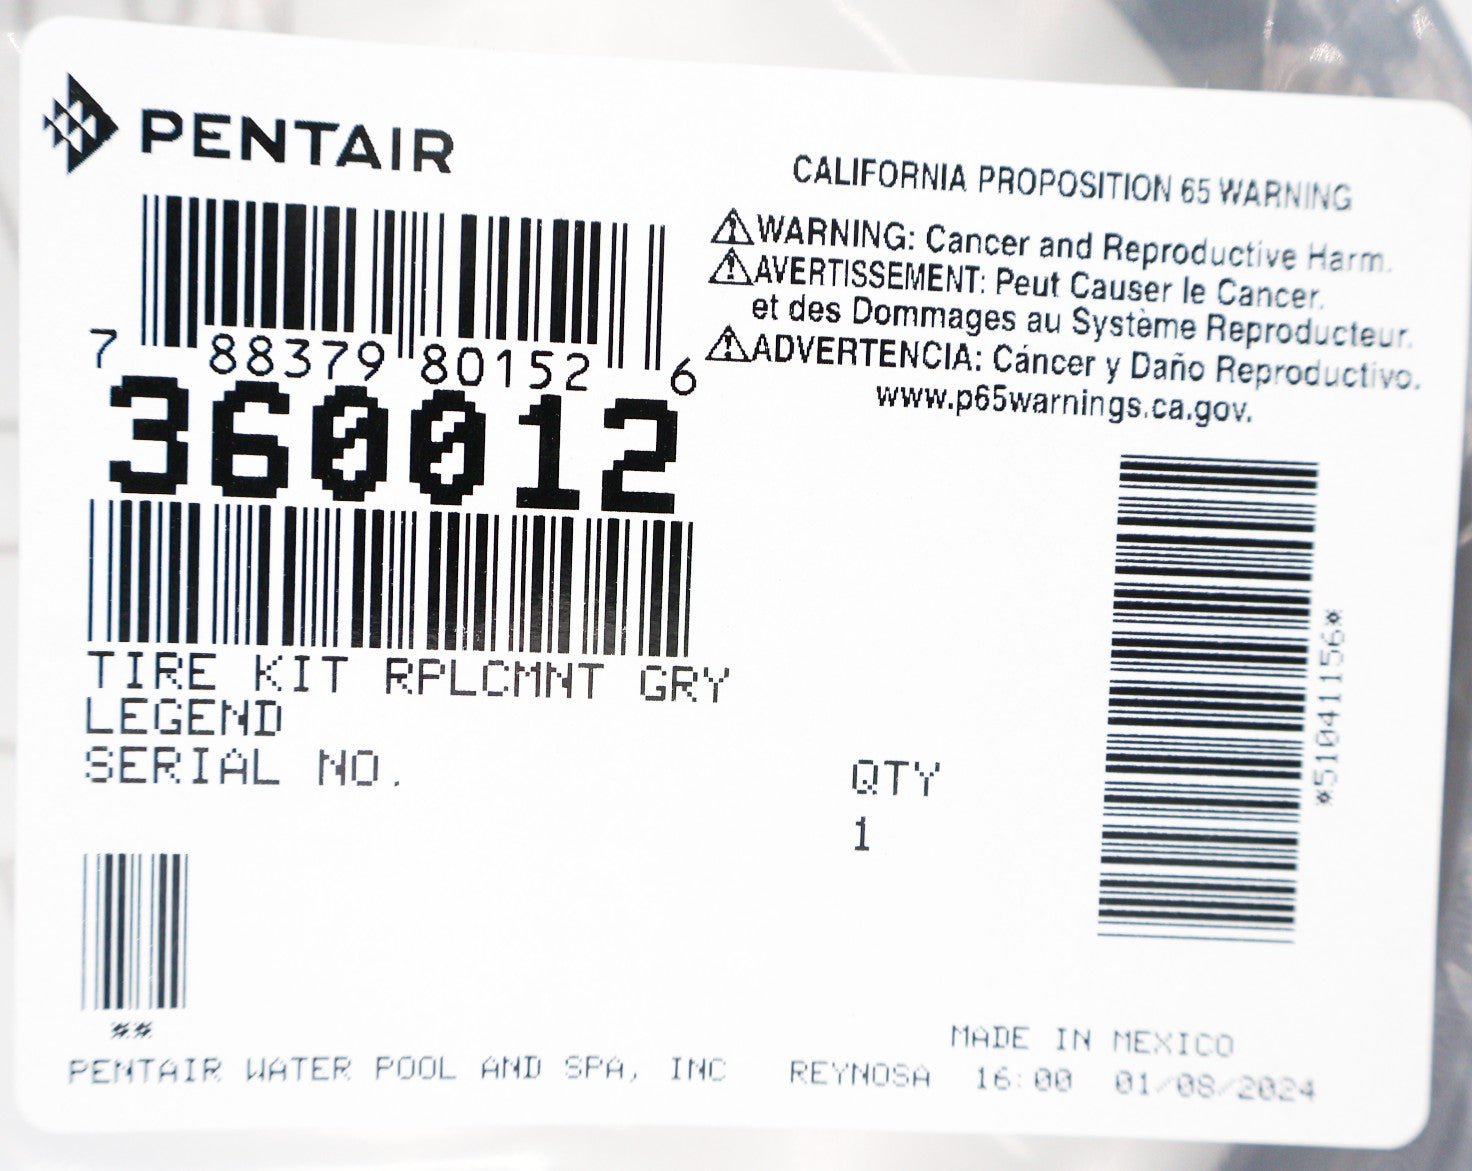 PENTAIR
7 88379 80152 6
360012
TIRE KIT RPLCMNT GRY
LEGEND
SERIAL NO.
QTY
1
**
CALIFORNIA PROPOSITION 65 WARNING
⚠WARNING: Cancer and Reproductive Harm.
⚠AVERTISSEMENT: Peut Causer le Cancer.
et des Dommages au Système Reproducteur.
⚠ADVERTENCIA: Cáncer y Daño Reproductivo.
www.p65warnings.ca.gov.
*51041156*
MADE IN MEXICO
PENTAIR WATER POOL AND SPA, INC REYNOSA 16:00 01/08/2024